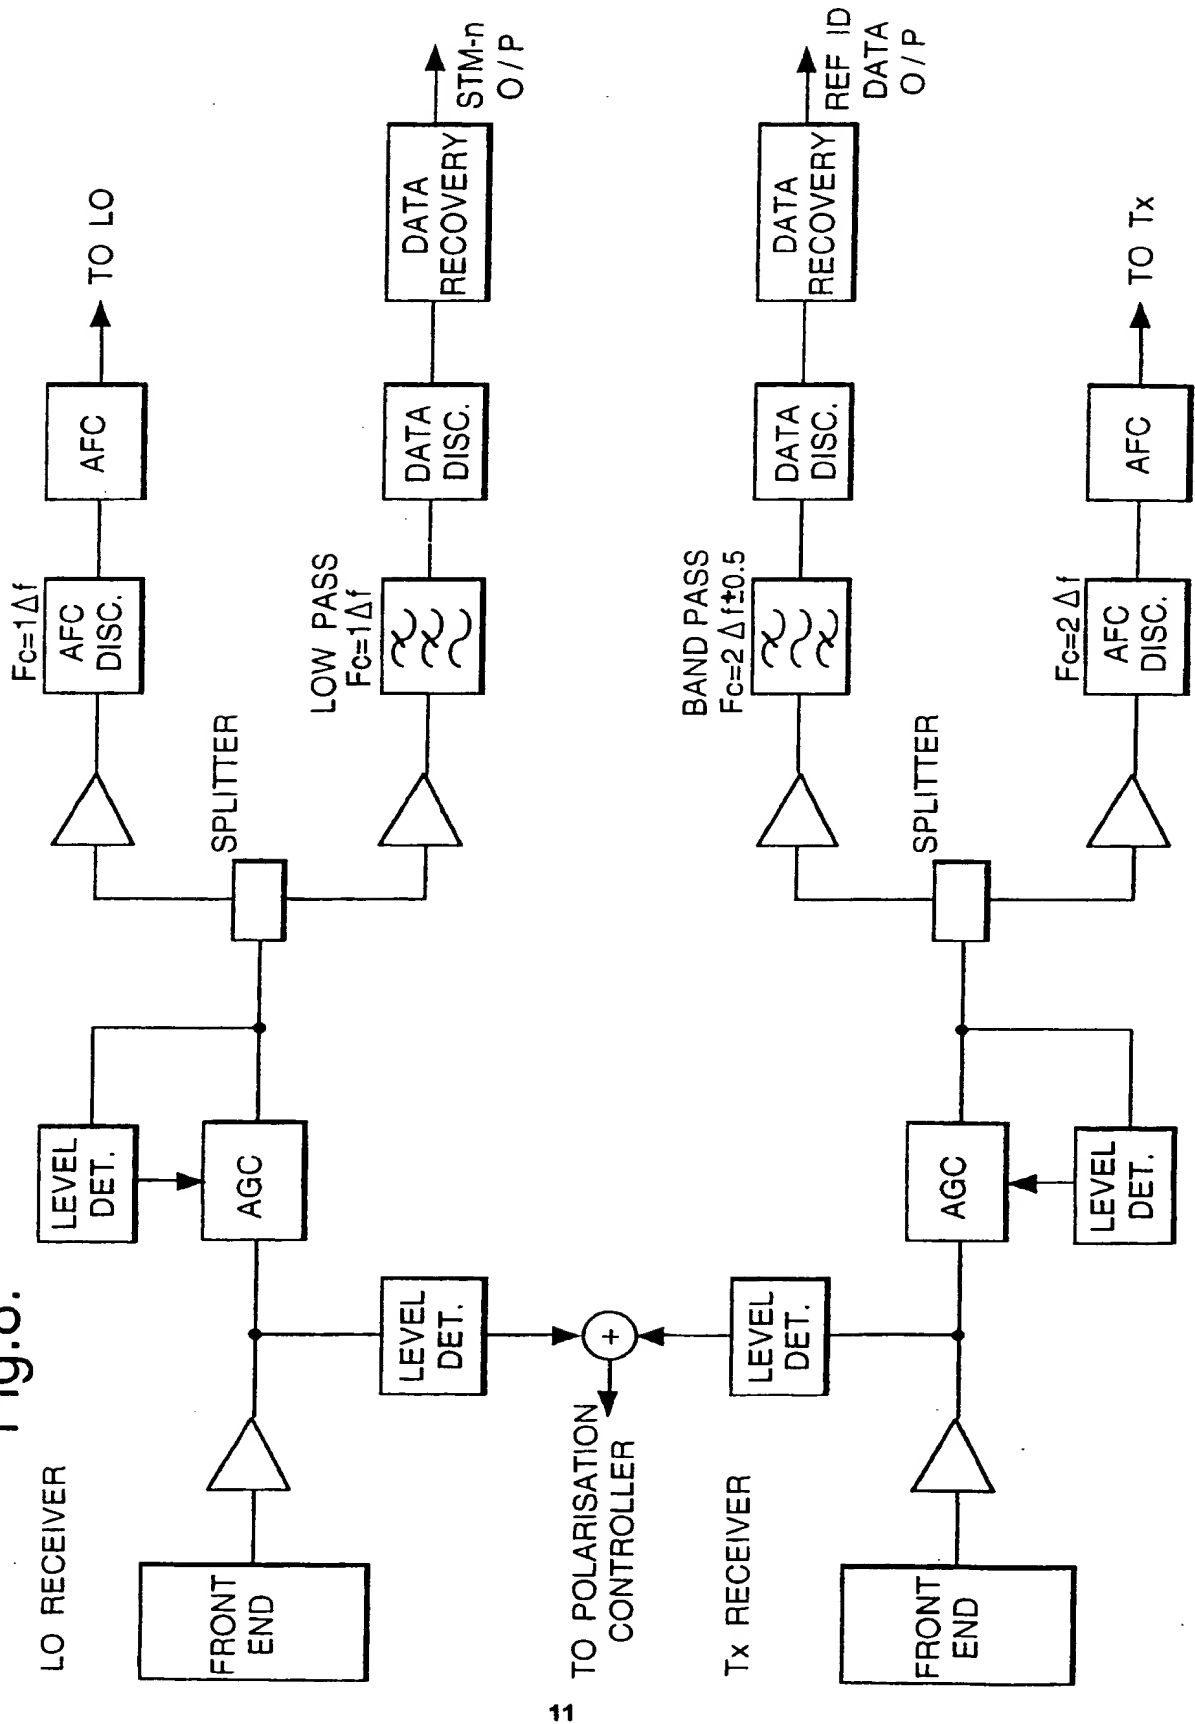 Fig.8.
LO RECEIVER
FRONT
END
LEVEL
DET.
AGC
LEVEL
DET.
SPLITTER
Fc=1Δf
AFC
DISC.
AFC
TO LO
LOW PASS
Fc=1Δf
DATA
DISC.
DATA
RECOVERY
STM-n
O/P
TO POLARISATION
CONTROLLER
+
Tx RECEIVER
FRONT
END
LEVEL
DET.
AGC
LEVEL
DET.
SPLITTER
BAND PASS
Fc=2Δf±0.5
DATA
DISC.
DATA
RECOVERY
REF ID
DATA
O/P
Fc=2Δf
AFC
DISC.
AFC
TO Tx
11